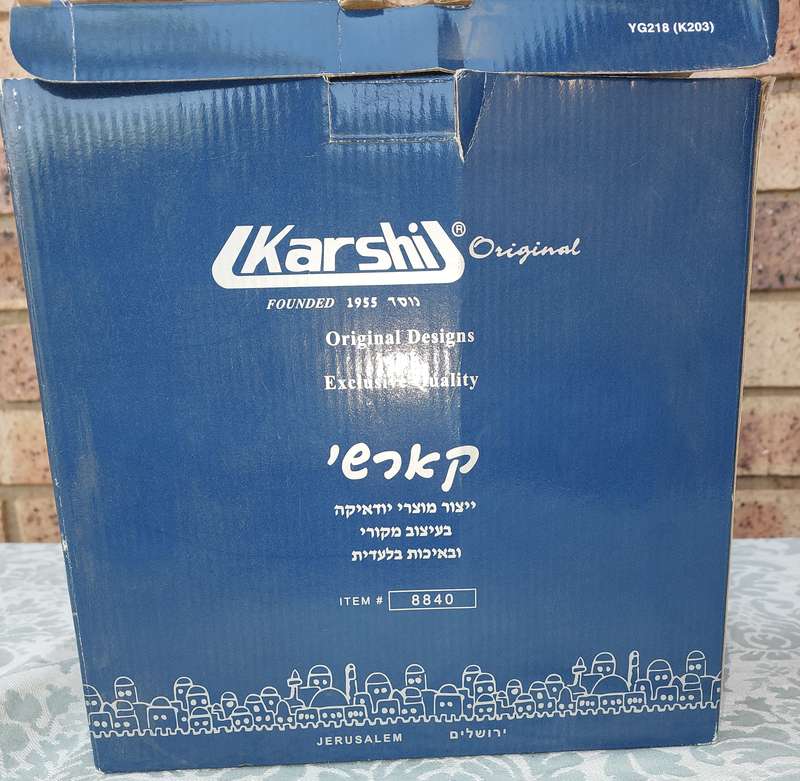 YG218 (K203)
Karshi® Original
FOUNDED 1955 נוסד
Original Designs
Exclusive Quality
קארשי
ייצור מוצרי יודאיקה
בעיצוב מקורי
ובאיכות בלעדית
ITEM # 8840
JERUSALEM ירושלים